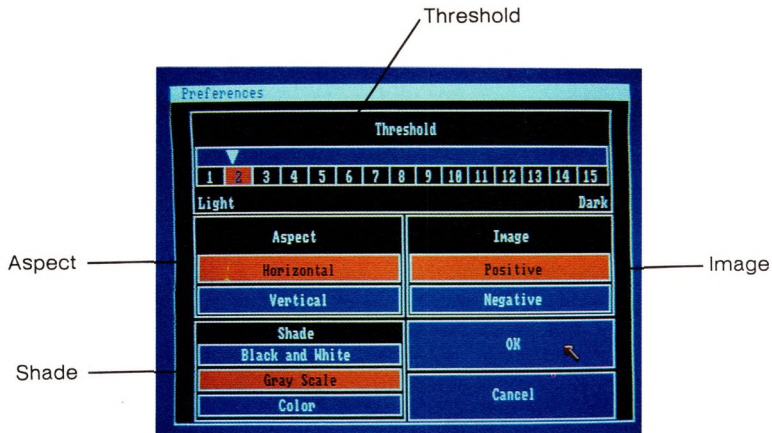 Threshold
Preferences
Threshold
1 2 3 4 5 6 7 8 9 10 11 12 13 14 15
Light Dark
Aspect Image
Aspect
Horizontal Positive
Image
Vertical Negative
Shade
Black and White
OK
Shade
Gray Scale
Color
Cancel